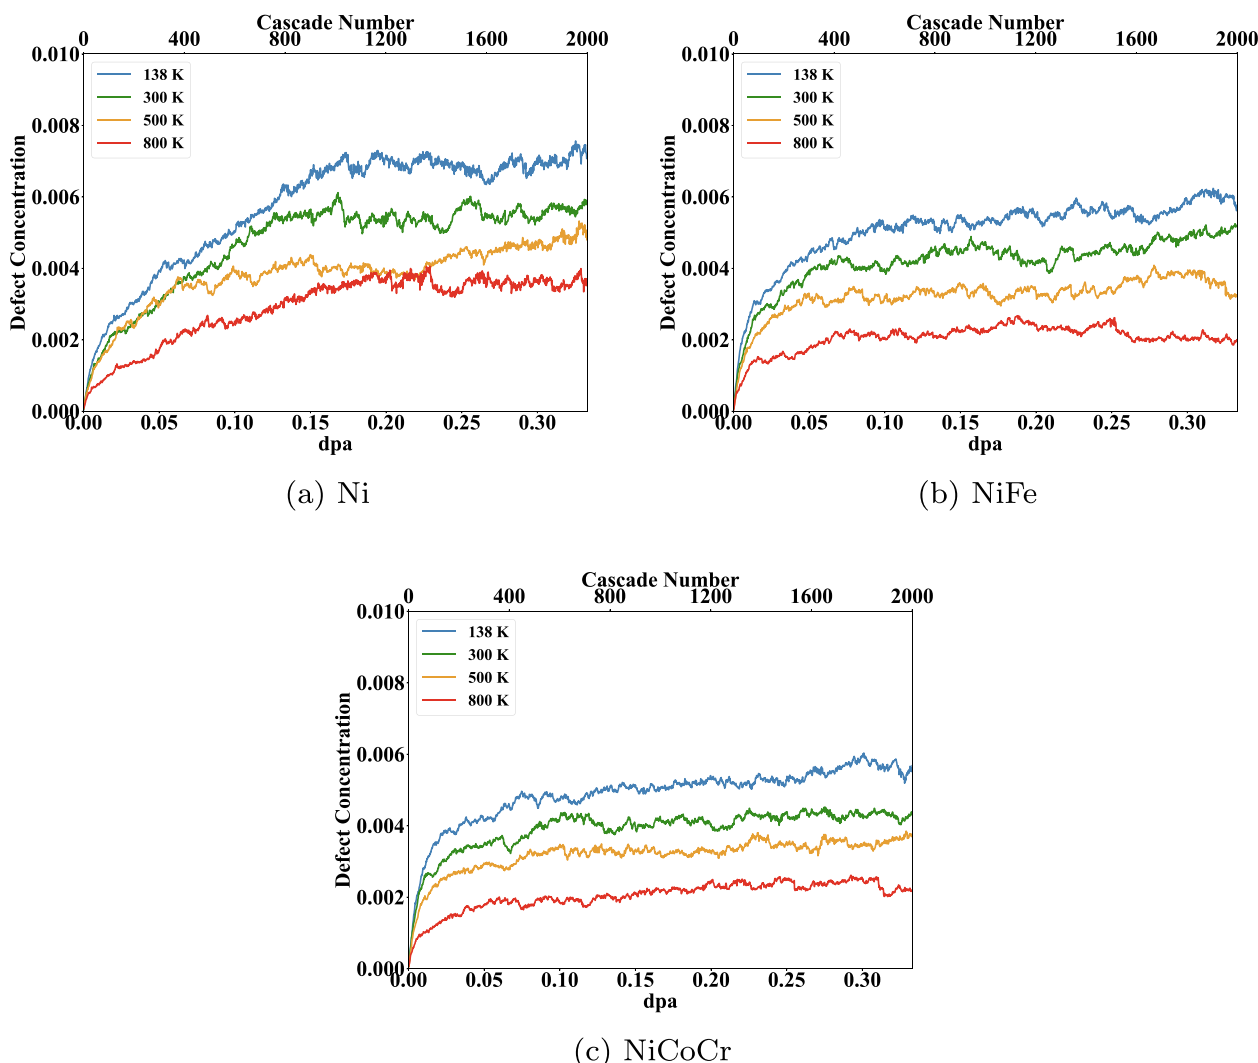 Cascade Number
0 400 800 1200 1600 2000
0.010
0.008
0.006
0.004
0.002
0.000
Defect Concentration
138 K
300 K
500 K
800 K
0.00 0.05 0.10 0.15 0.20 0.25 0.30
dpa
(a) Ni
Cascade Number
0 400 800 1200 1600 2000
0.010
0.008
0.006
0.004
0.002
0.000
Defect Concentration
138 K
300 K
500 K
800 K
0.00 0.05 0.10 0.15 0.20 0.25 0.30
dpa
(b) NiFe
Cascade Number
0 400 800 1200 1600 2000
0.010
0.008
0.006
0.004
0.002
0.000
Defect Concentration
138 K
300 K
500 K
800 K
0.00 0.05 0.10 0.15 0.20 0.25 0.30
dpa
(c) NiCoCr